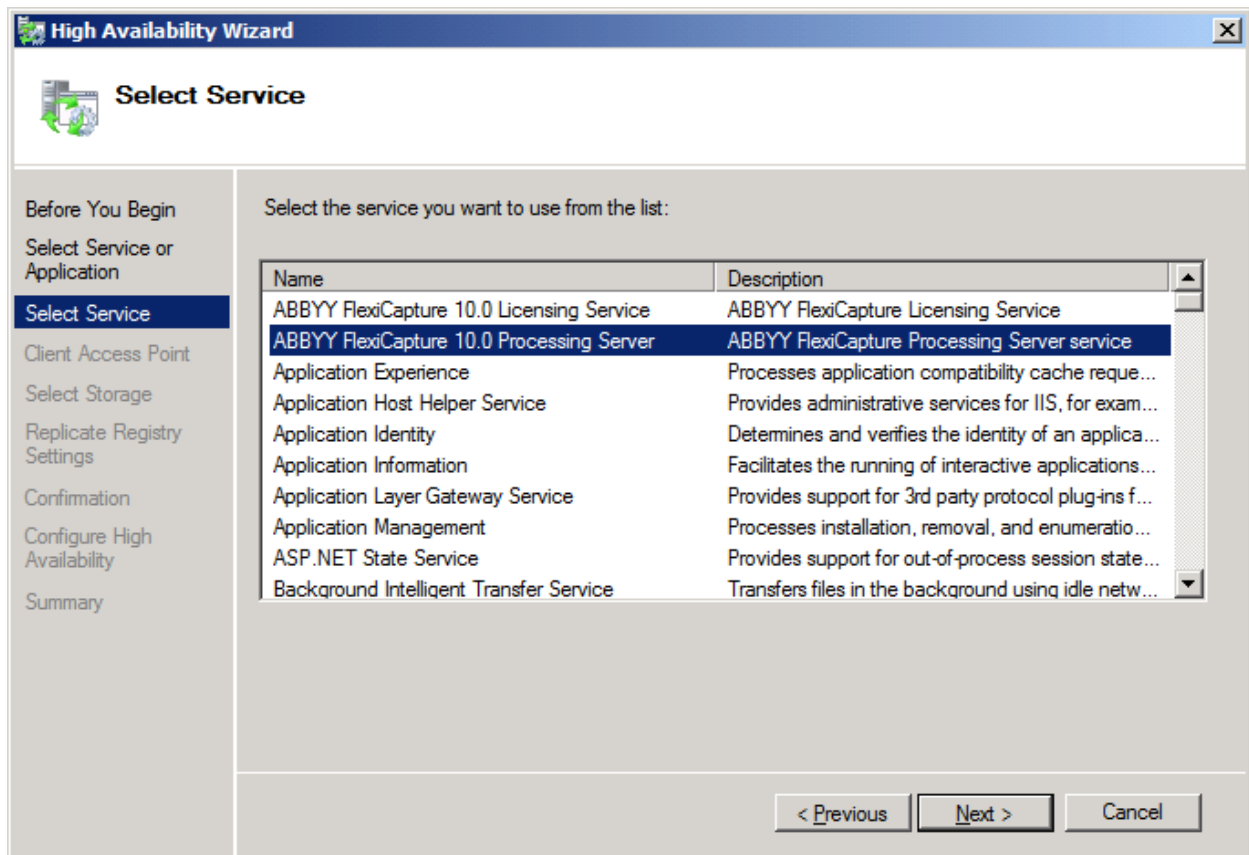 High Availability Wizard
Select Service
Before You Begin
Select Service or
Application
Select Service
Client Access Point
Select Storage
Replicate Registry
Settings
Confirmation
Configure High
Availability
Summary
Select the service you want to use from the list:
Name Description
ABBYY FlexiCapture 10.0 Licensing Service ABBYY FlexiCapture Licensing Service
ABBYY FlexiCapture 10.0 Processing Server ABBYY FlexiCapture Processing Server service
Application Experience Processes application compatibility cache reque...
Application Host Helper Service Provides administrative services for IIS, for exam...
Application Identity Determines and verifies the identity of an applica...
Application Information Facilitates the running of interactive applications...
Application Layer Gateway Service Provides support for 3rd party protocol plug-ins f...
Application Management Processes installation, removal, and enumeratio...
ASP.NET State Service Provides support for out-of-process session state...
Background Intelligent Transfer Service Transfers files in the background using idle netw...
< Previous Next > Cancel